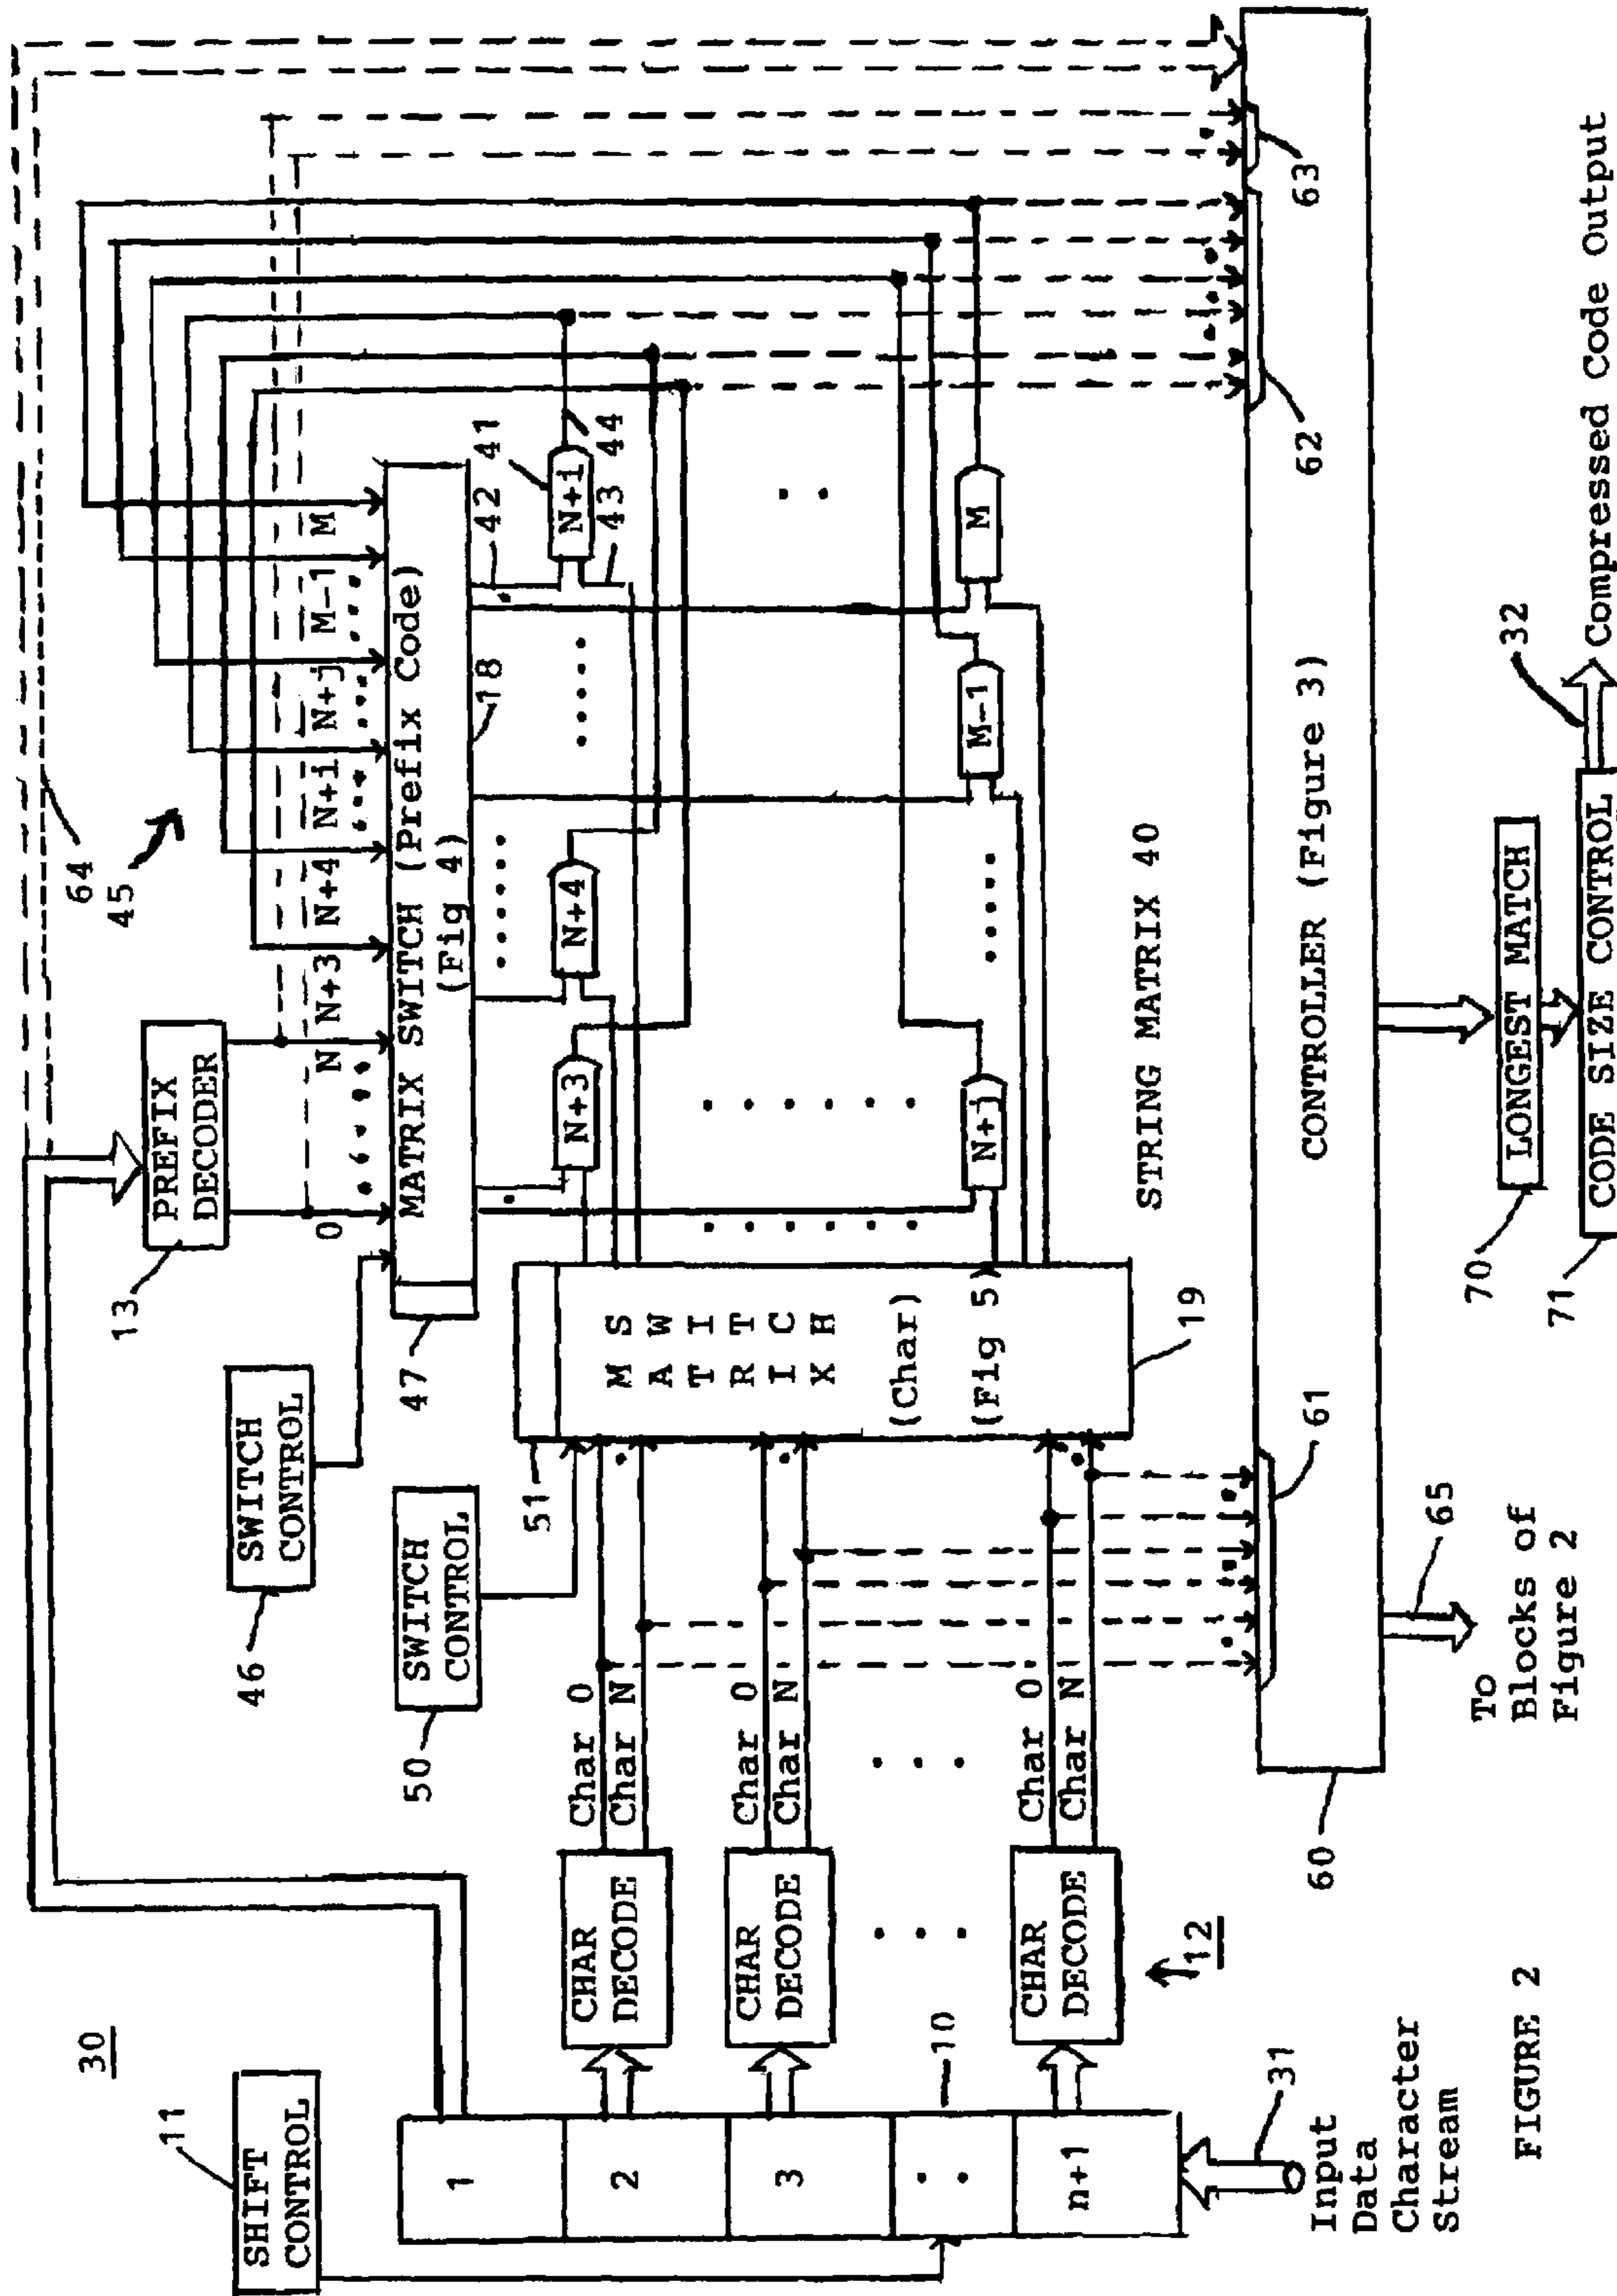 30
11
SHIFT
CONTROL
1
2
3
n+1
10
31
Input
Data
Character
Stream
FIGURE 2
CHAR
DECODE
CHAR
DECODE
CHAR
DECODE
12
Char 0
Char N
Char 0
Char N
Char 0
Char N
46
SWITCH
CONTROL
50
SWITCH
CONTROL
51
47
M S
A W
T I
R T
I C
X H
(Char)
(Fig 5)
19
13
PREFIX
DECODER
64
45
0 N N+3 N+4 N+i N+j M-1 M
MATRIX SWITCH (Prefix Code)
(Fig 4)
18
42
41
43
44
N+3
N+4
N+i
N+j
M-1
M
STRING MATRIX 40
61
62
63
CONTROLLER (Figure 3)
60
65
To
Blocks of
Figure 2
70
LONGEST MATCH
71
CODE SIZE CONTROL
32
Compressed Code Output